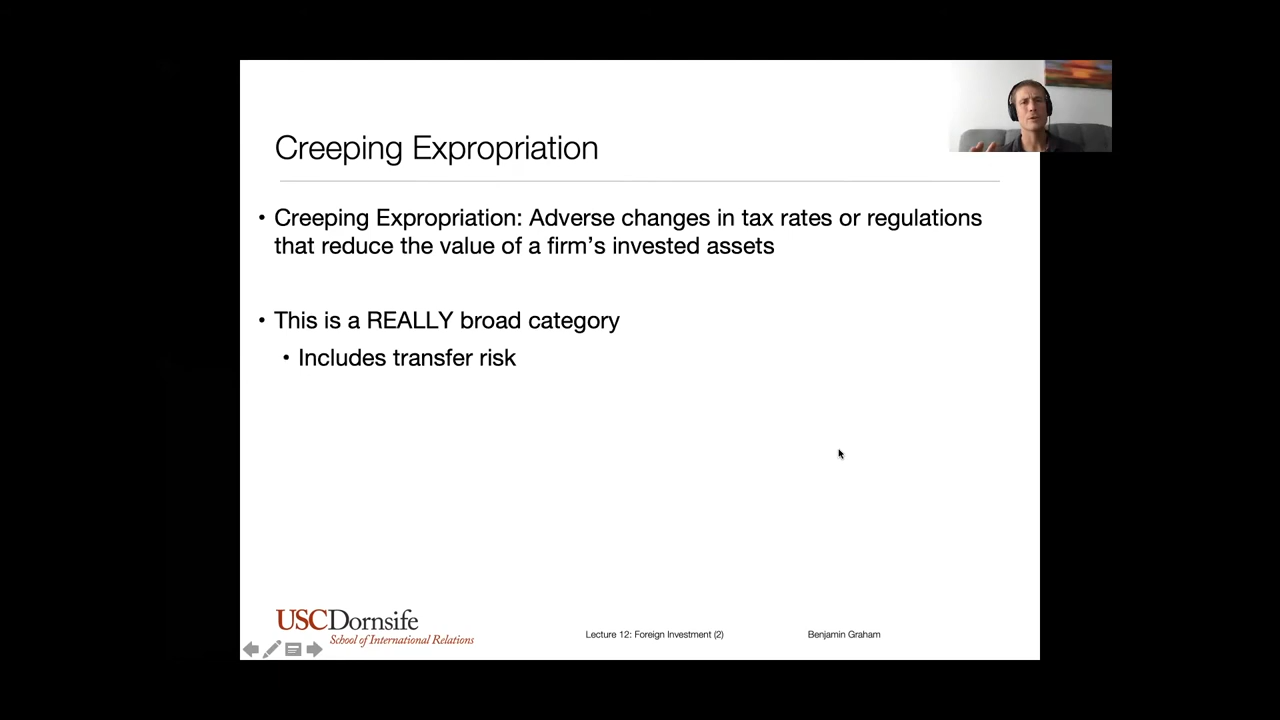 Creeping Expropriation
• Creeping Expropriation: Adverse changes in tax rates or regulations
that reduce the value of a firm’s invested assets
• This is a REALLY broad category
• Includes transfer risk
USCDornsife
School of International Relations
Lecture 12: Foreign Investment (2)
Benjamin Graham